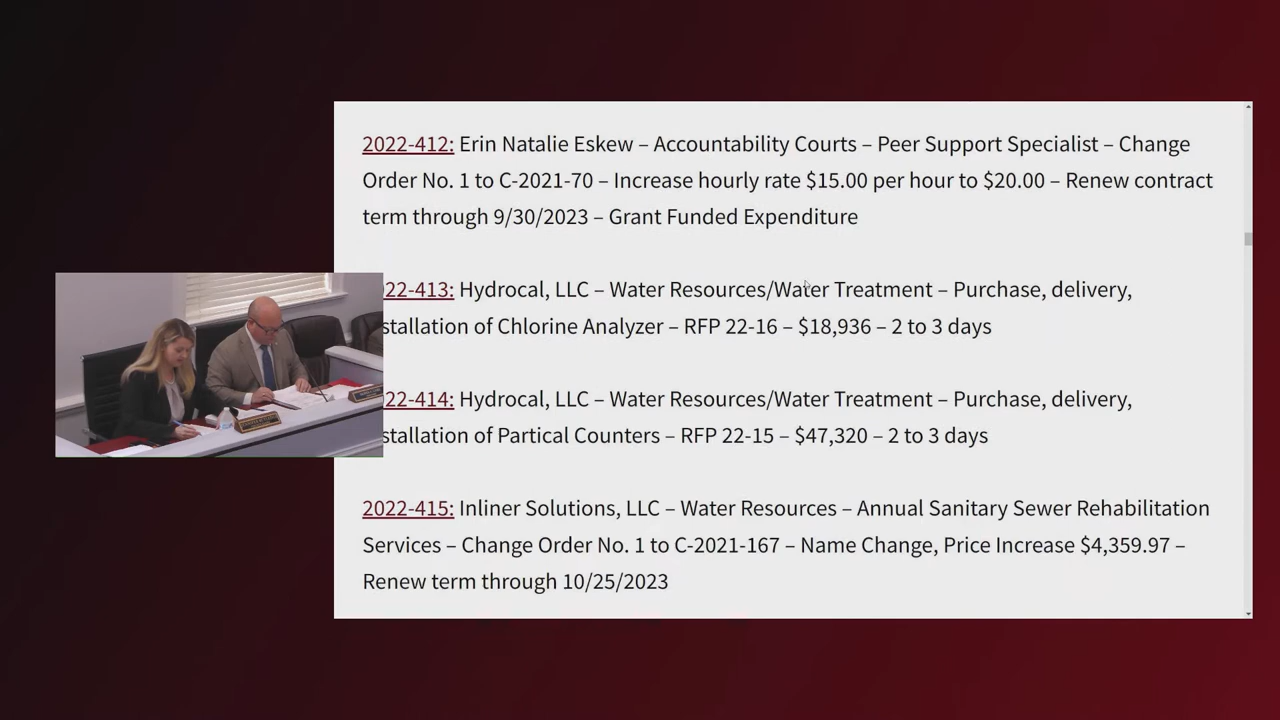 2022-412: Erin Natalie Eskew – Accountability Courts – Peer Support Specialist – Change
Order No. 1 to C-2021-70 – Increase hourly rate $15.00 per hour to $20.00 – Renew contract
term through 9/30/2023 – Grant Funded Expenditure
22-413: Hydrocal, LLC – Water Resources/Water Treatment – Purchase, delivery,
stallation of Chlorine Analyzer – RFP 22-16 – $18,936 – 2 to 3 days
22-414: Hydrocal, LLC – Water Resources/Water Treatment – Purchase, delivery,
stallation of Partical Counters – RFP 22-15 – $47,320 – 2 to 3 days
2022-415: Inliner Solutions, LLC – Water Resources – Annual Sanitary Sewer Rehabilitation
Services – Change Order No. 1 to C-2021-167 – Name Change, Price Increase $4,359.97 –
Renew term through 10/25/2023